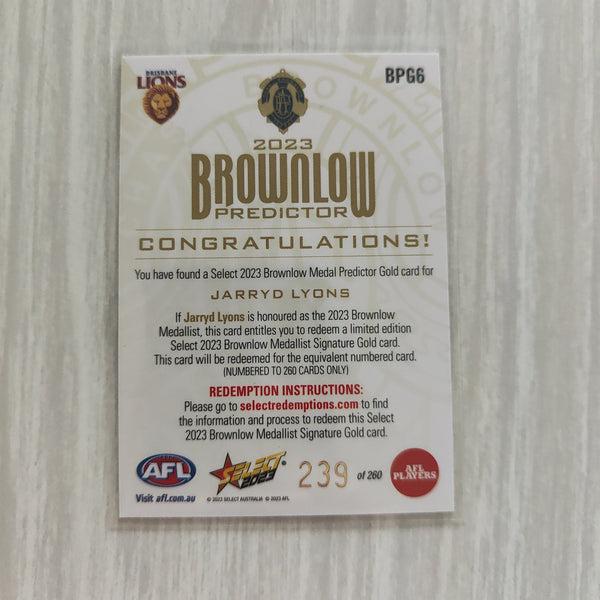 BRISBANE
LIONS
BPG6
2023
BROWNLOW
PREDICTOR
CONGRATULATIONS!
You have found a Select 2023 Brownlow Medal Predictor Gold card for
JARRYD LYONS
If Jarryd Lyons is honoured as the 2023 Brownlow
Medallist, this card entitles you to redeem a limited edition
Select 2023 Brownlow Medallist Signature Gold card.
This card will be redeemed for the equivalent numbered card.
(NUMBERED TO 260 CARDS ONLY)
REDEMPTION INSTRUCTIONS:
Please go to selectredemptions.com to find
the information and process to redeem this Select
2023 Brownlow Medallist Signature Gold card.
AFL
Visit afl.com.au
SELECT
2023
© 2023 SELECT AUSTRALIA © 2023 AFL
239 of 260
AFL
PLAYERS